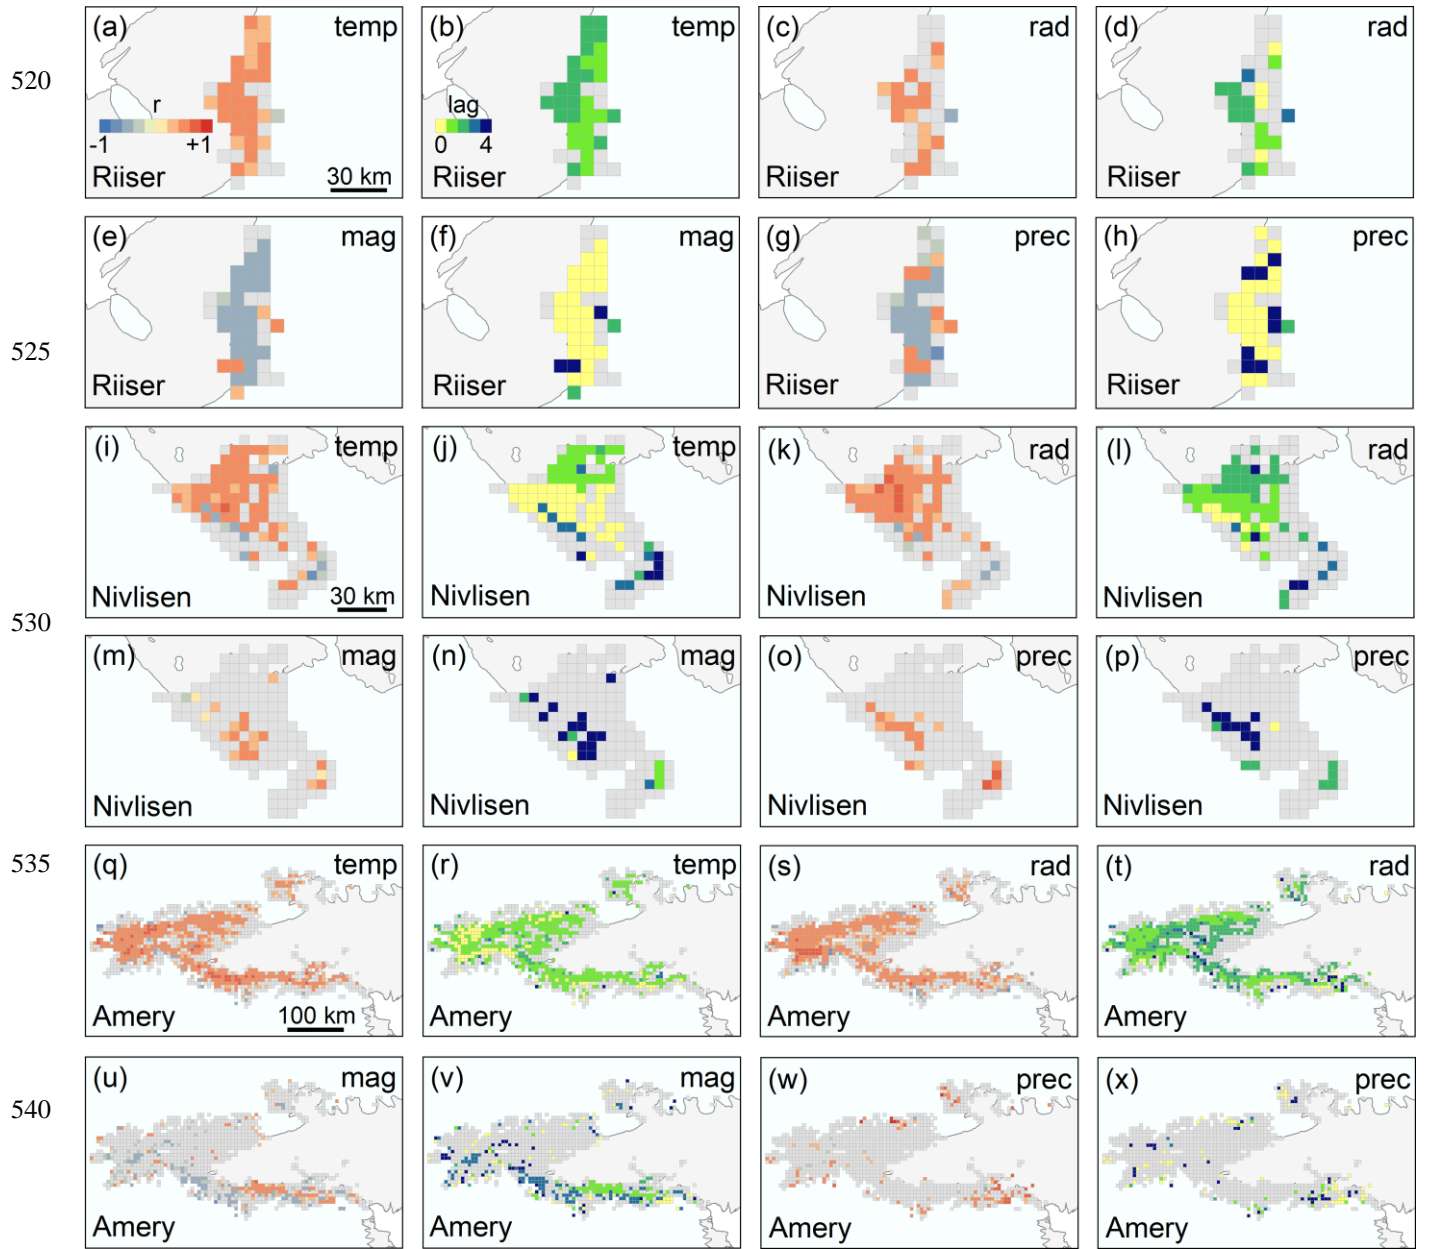 (a) temp
(b) temp
(c) rad
(d) rad
520
r
-1 +1
lag
0 4
Riiser 30 km
Riiser
Riiser
Riiser
(e) mag
(f) mag
(g) prec
(h) prec
525
Riiser
Riiser
Riiser
Riiser
(i) temp
(j) temp
(k) rad
(l) rad
Nivlisen 30 km
Nivlisen
Nivlisen
Nivlisen
530
(m) mag
(n) mag
(o) prec
(p) prec
Nivlisen
Nivlisen
Nivlisen
Nivlisen
535
(q) temp
(r) temp
(s) rad
(t) rad
Amery 100 km
Amery
Amery
Amery
(u) mag
(v) mag
(w) prec
(x) prec
540
Amery
Amery
Amery
Amery